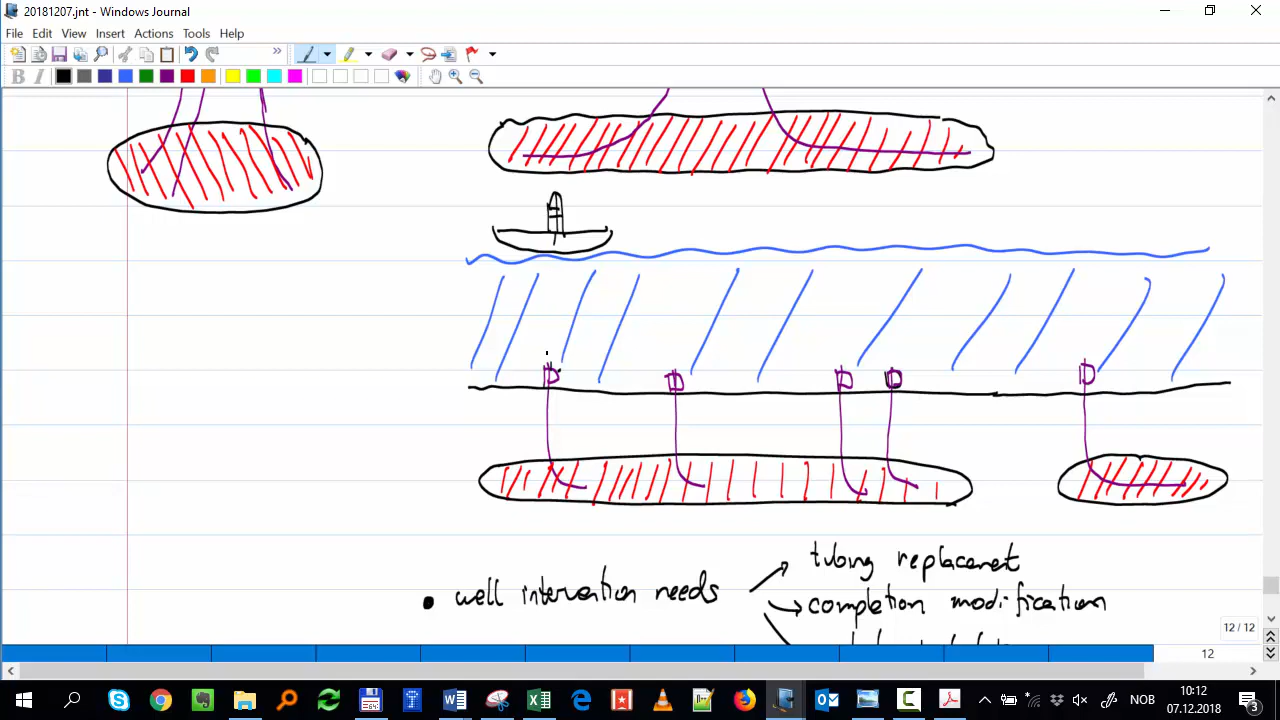 20181207.jnt - Windows Journal
File Edit View Insert Actions Tools Help
B I
• well intervention needs
tubing replacement
completion modification
12 / 12
12
NOB
10:12
07.12.2018
3